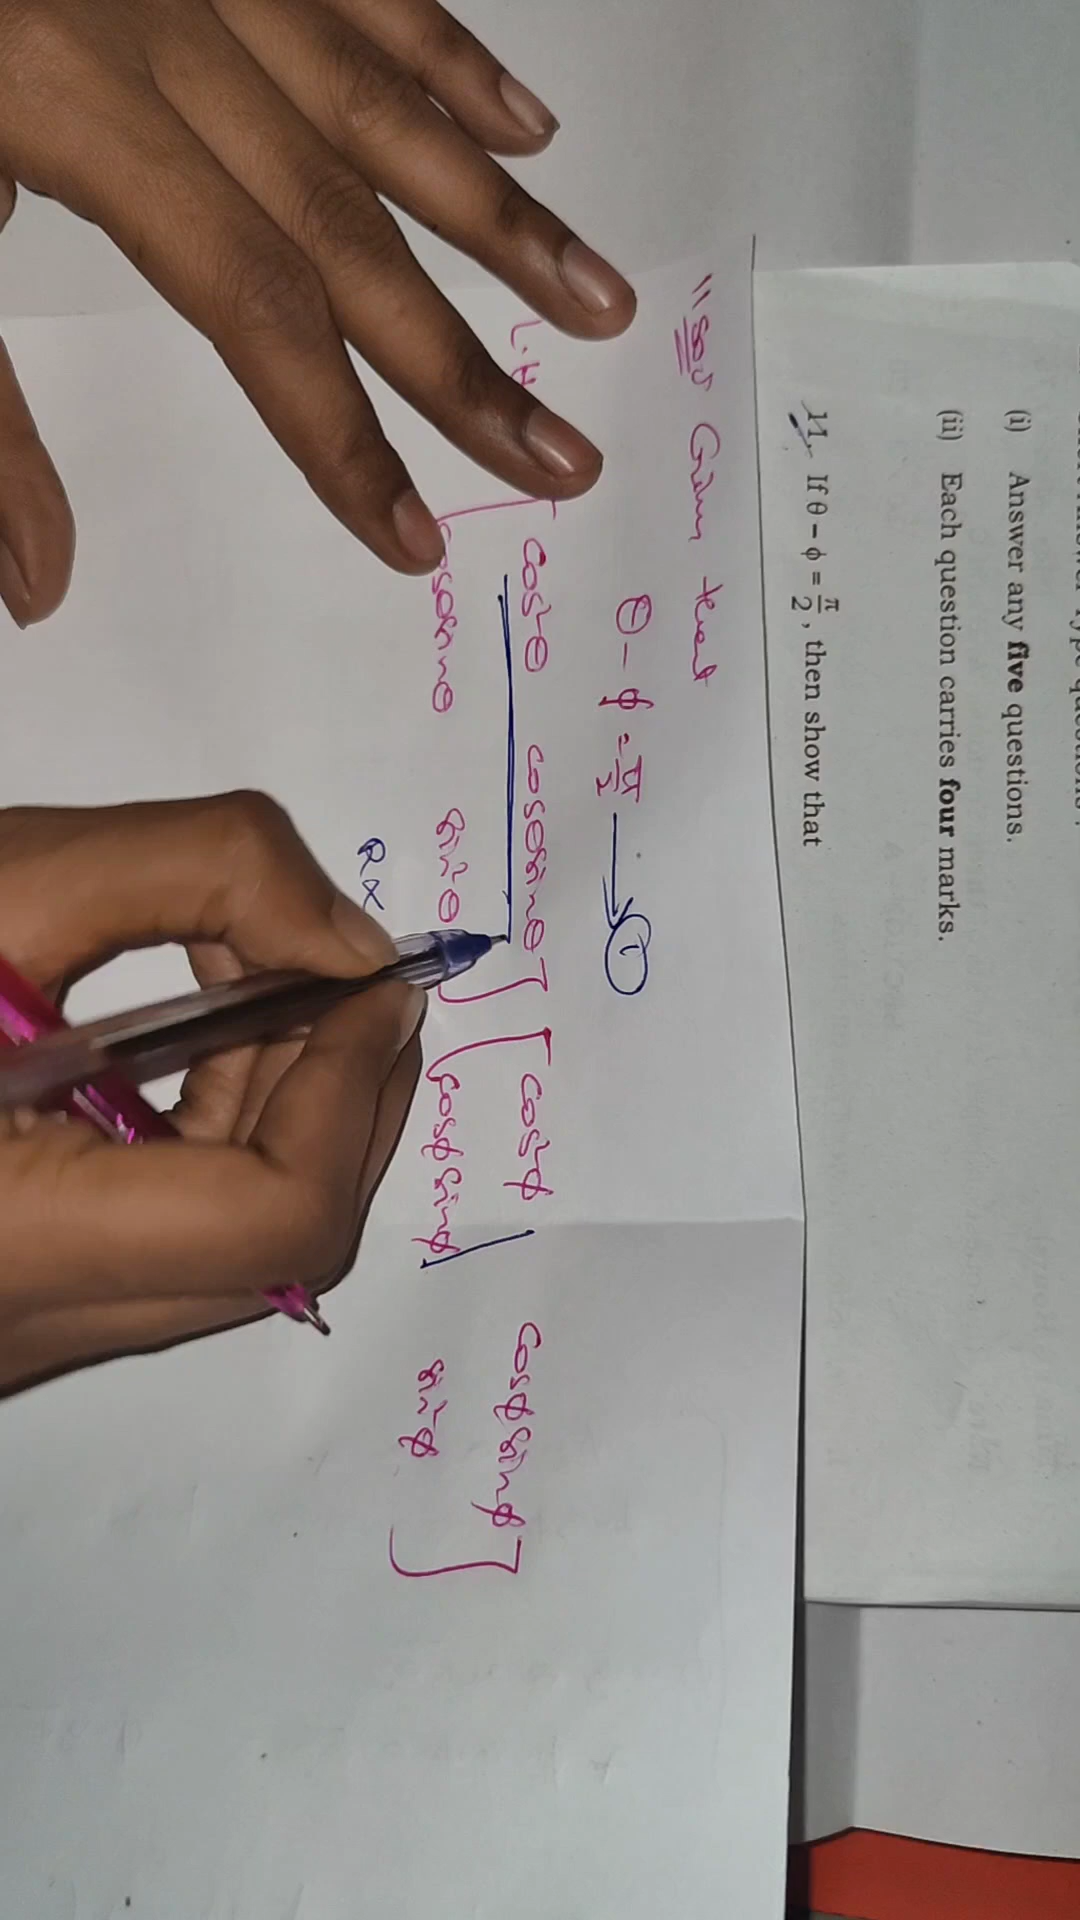 (i) Answer any five questions.
(ii) Each question carries four marks.
11. If θ − ϕ = π/2, then show that
11 Sol Given that
θ − ϕ = π/2 → ①
L.H
[cos²θ cosθsinθ] [cos²ϕ cosϕsinϕ]
cosθsinθ sin²θ cosϕsinϕ sin²ϕ
R×